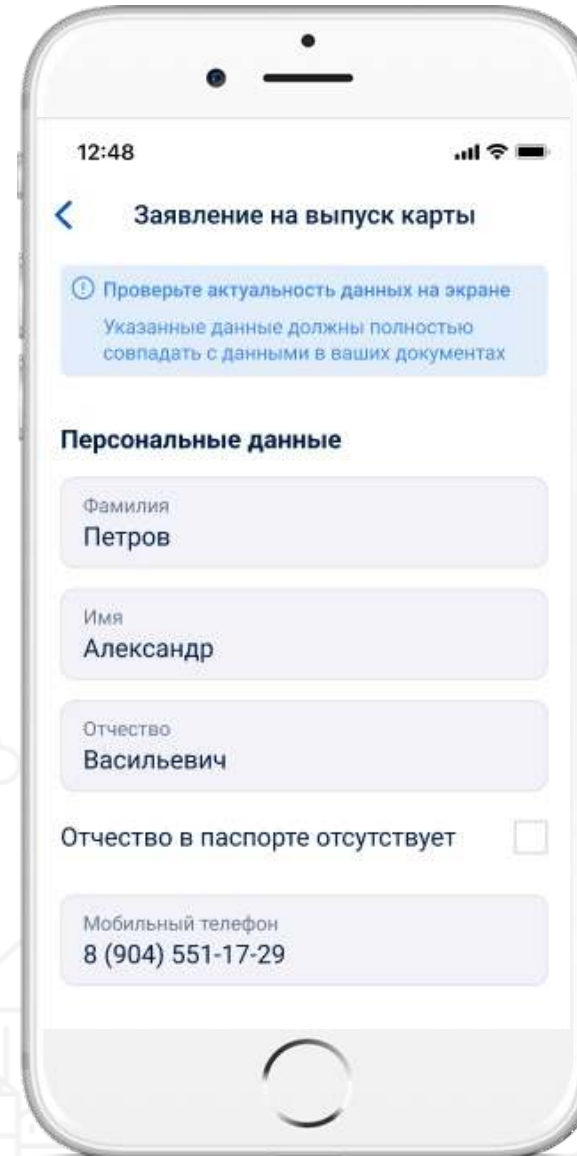 12:48
Заявление на выпуск карты
Проверьте актуальность данных на экране
Указанные данные должны полностью
совпадать с данными в ваших документах
Персональные данные
Фамилия
Петров
Имя
Александр
Отчество
Васильевич
Отчество в паспорте отсутствует
Мобильный телефон
8 (904) 551-17-29